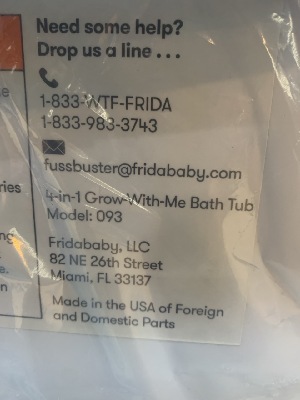 Need some help?
Drop us a line . . .
1-833-WTF-FRIDA
1-833-983-3743
fussbuster@fridababy.com
4-in-1 Grow-With-Me Bath Tub
Model: 093
Fridababy, LLC
82 NE 26th Street
Miami, FL 33137
Made in the USA of Foreign
and Domestic Parts